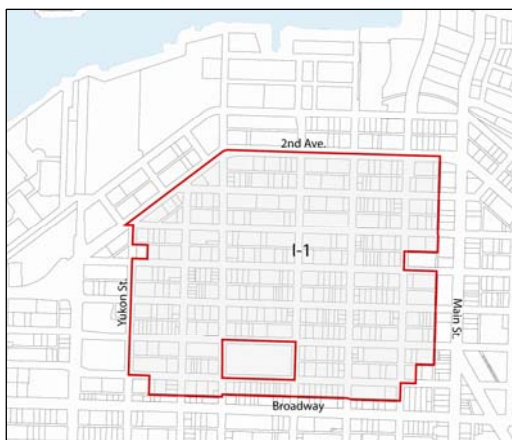 2nd Ave.
I-1
Yukon St.
Main St.
Broadway